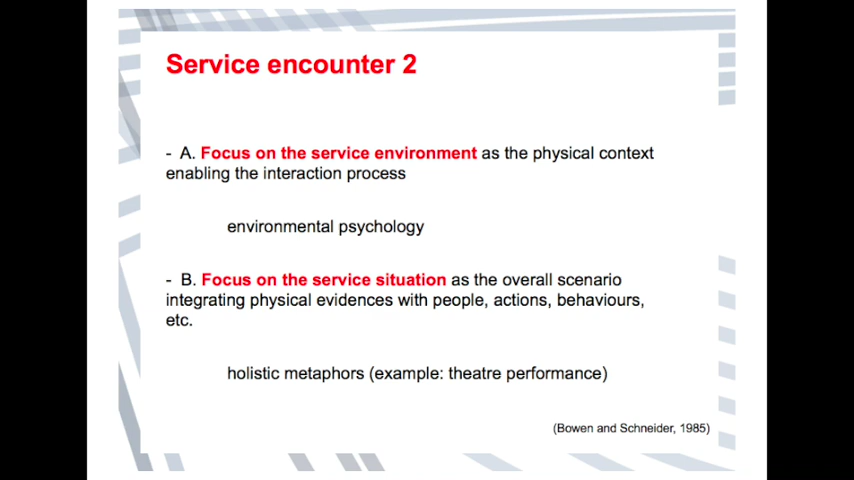 Service encounter 2
- A. Focus on the service environment as the physical context
enabling the interaction process
environmental psychology
- B. Focus on the service situation as the overall scenario
integrating physical evidences with people, actions, behaviours,
etc.
holistic metaphors (example: theatre performance)
(Bowen and Schneider, 1985)